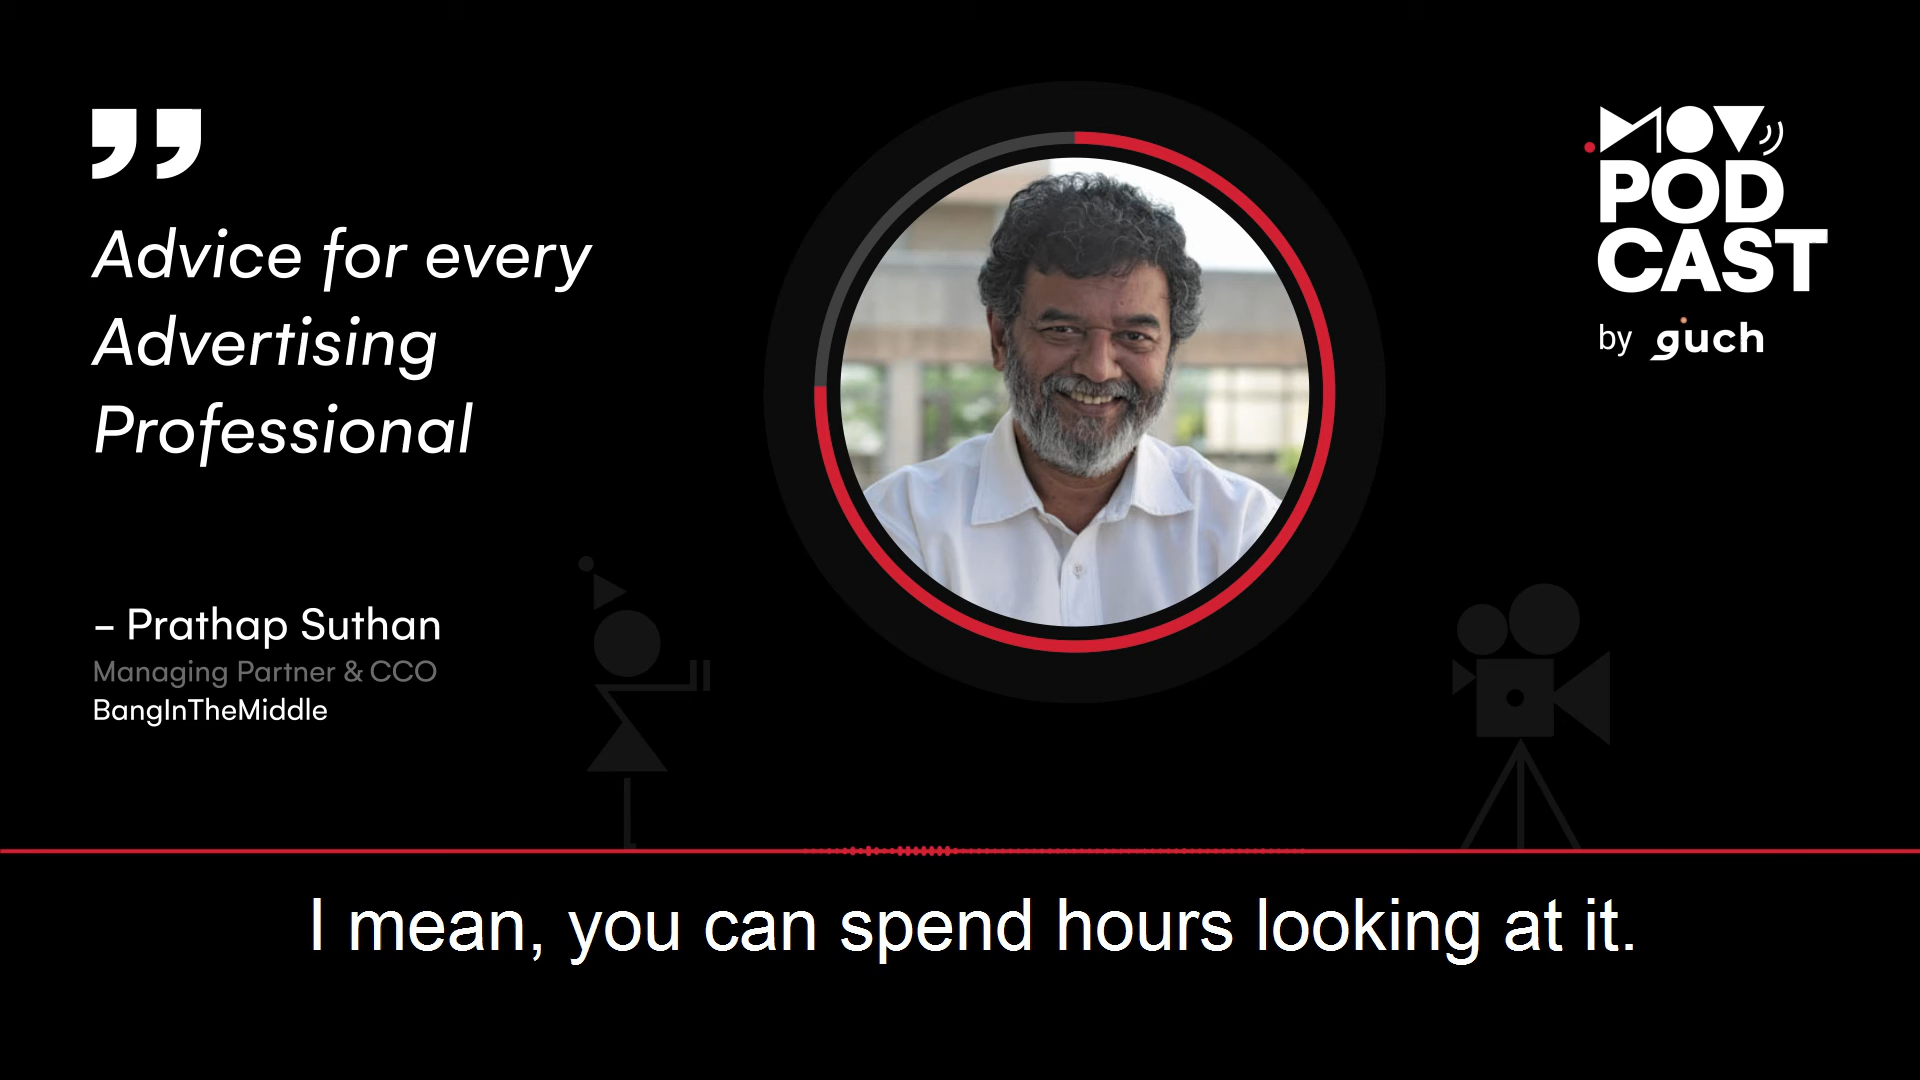 ”
Advice for every
Advertising
Professional
– Prathap Suthan
Managing Partner & CCO
BangInTheMiddle
MOV
POD
CAST
by guch
I mean, you can spend hours looking at it.